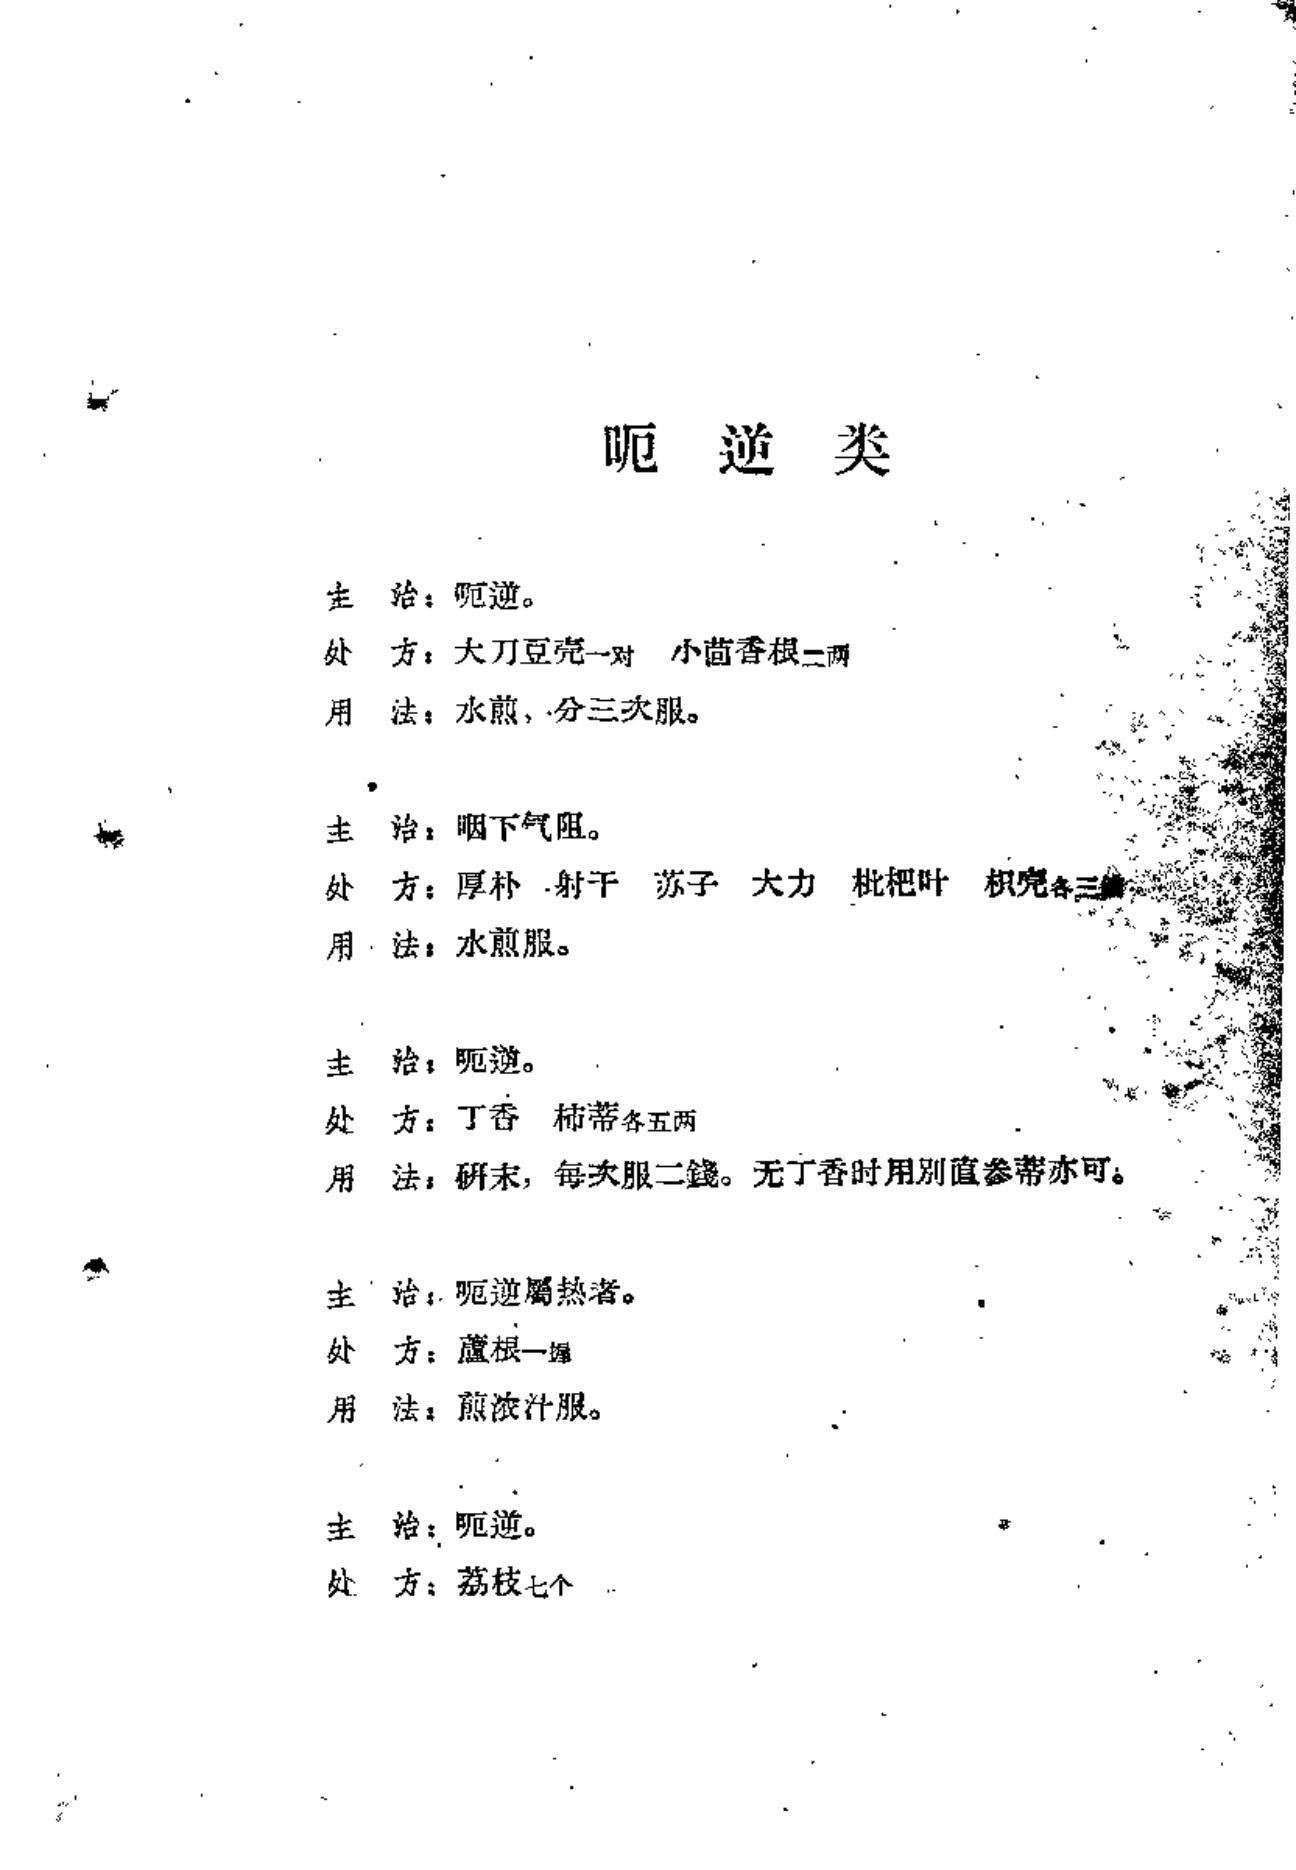 呃逆类
主　治：呃逆。
处　方：大刀豆壳一对　小茴香根二两
用　法：水煎，分三次服。
主　治：咽下气阻。
处　方：厚朴　射干　苏子　大力　枇杷叶　枳壳各三錢
用　法：水煎服。
主　治：呃逆。
处　方：丁香　柿蒂各五两
用　法：研末，每次服二錢。无丁香时用别直参蒂亦可。
主　治：呃逆屬热者。
处　方：蘆根一握
用　法：煎浓汁服。
主　治：呃逆。
处　方：荔枝七个